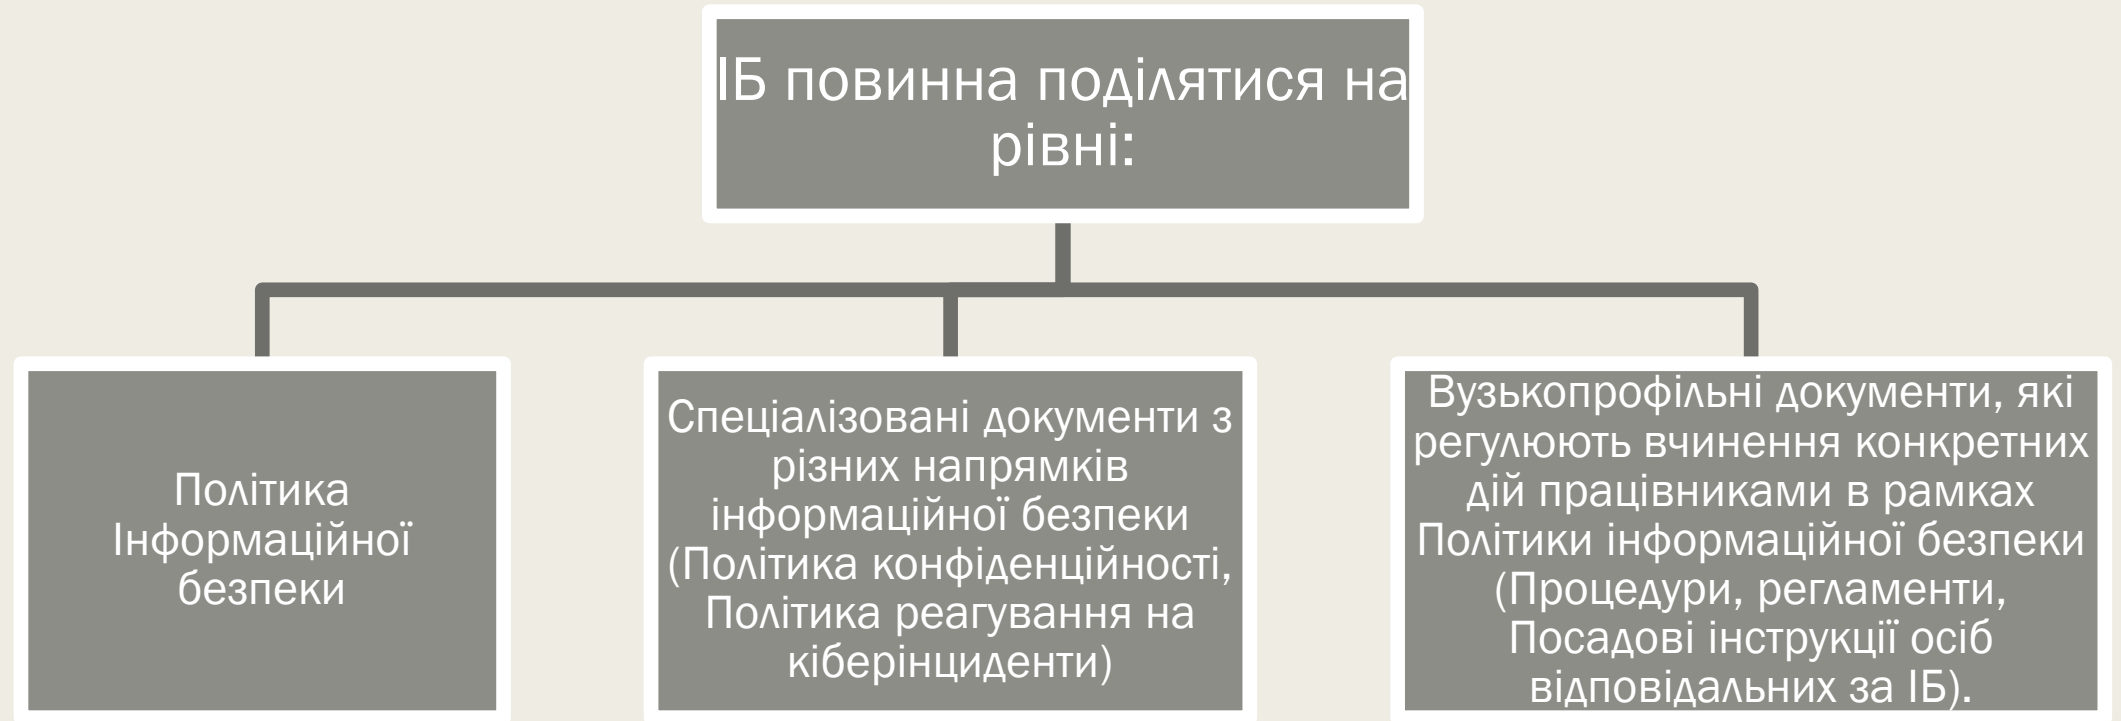 ІБ повинна поділятися на
рівні:
Політика
Інформаційної
безпеки
Спеціалізовані документи з
різних напрямків
інформаційної безпеки
(Політика конфіденційності,
Політика реагування на
кіберінциденти)
Вузькопрофільні документи, які
регулюють вчинення конкретних
дій працівниками в рамках
Політики інформаційної безпеки
(Процедури, регламенти,
Посадові інструкції осіб
відповідальних за ІБ).